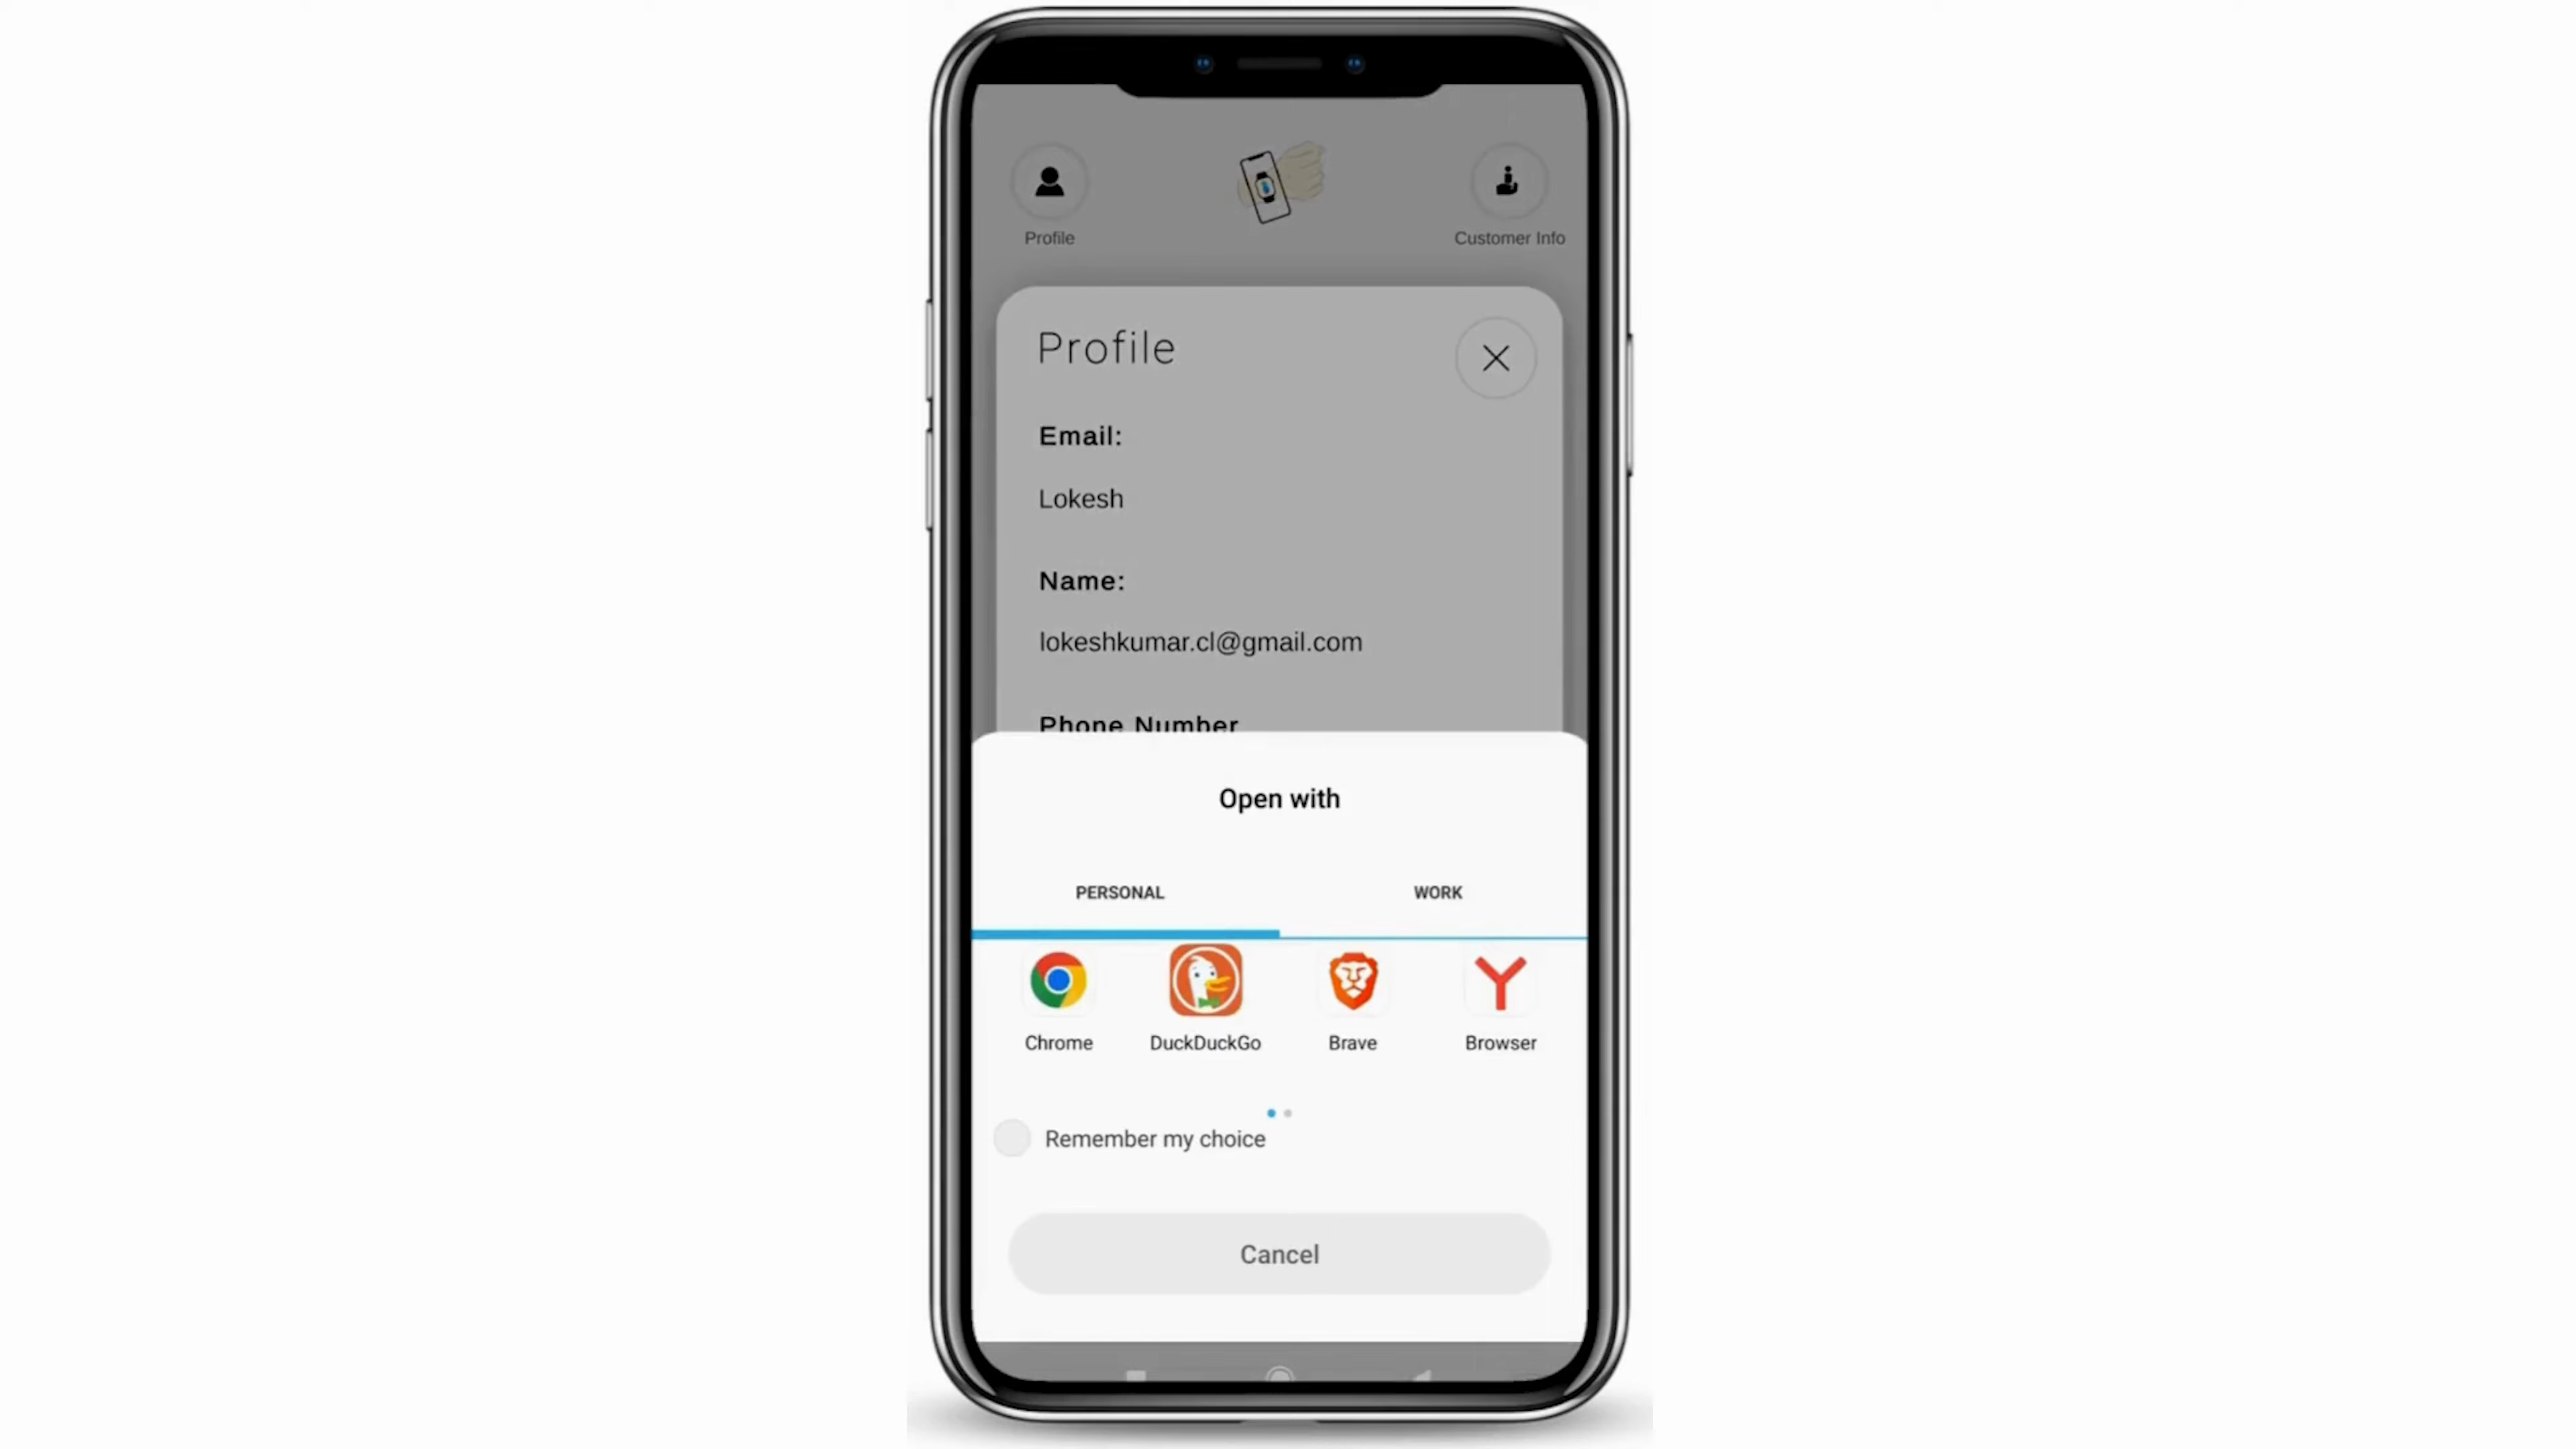 Profile
Customer Info
Profile
Email:
Lokesh
Name:
lokeshkumar.cl@gmail.com
Phone Number
Open with
PERSONAL
WORK
Chrome
DuckDuckGo
Brave
Browser
Remember my choice
Cancel